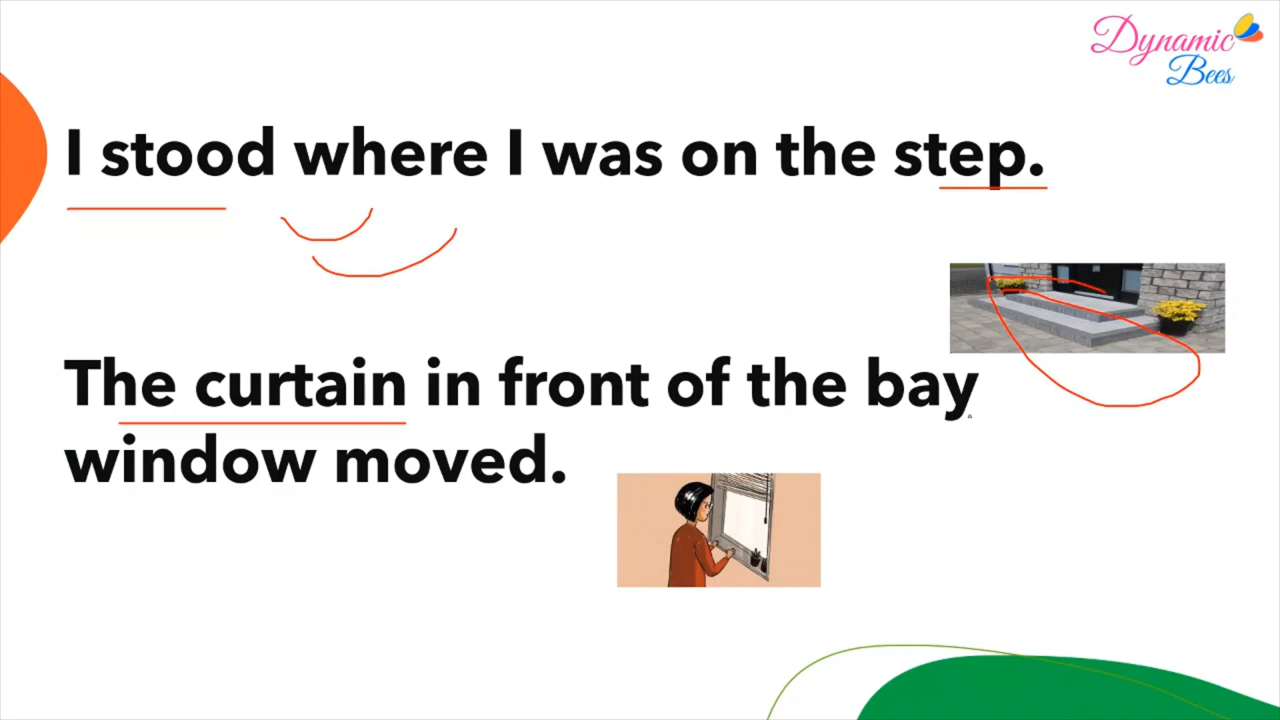 Dynamic
Bees
I stood where I was on the step.
The curtain in front of the bay
window moved.